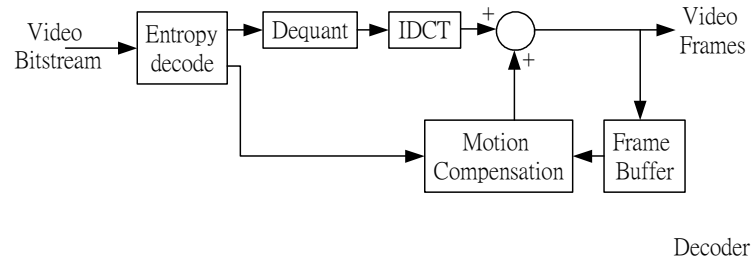 Video
Bitstream
Entropy
decode
Dequant
IDCT
+
+
Video
Frames
Motion
Compensation
Frame
Buffer
Decoder